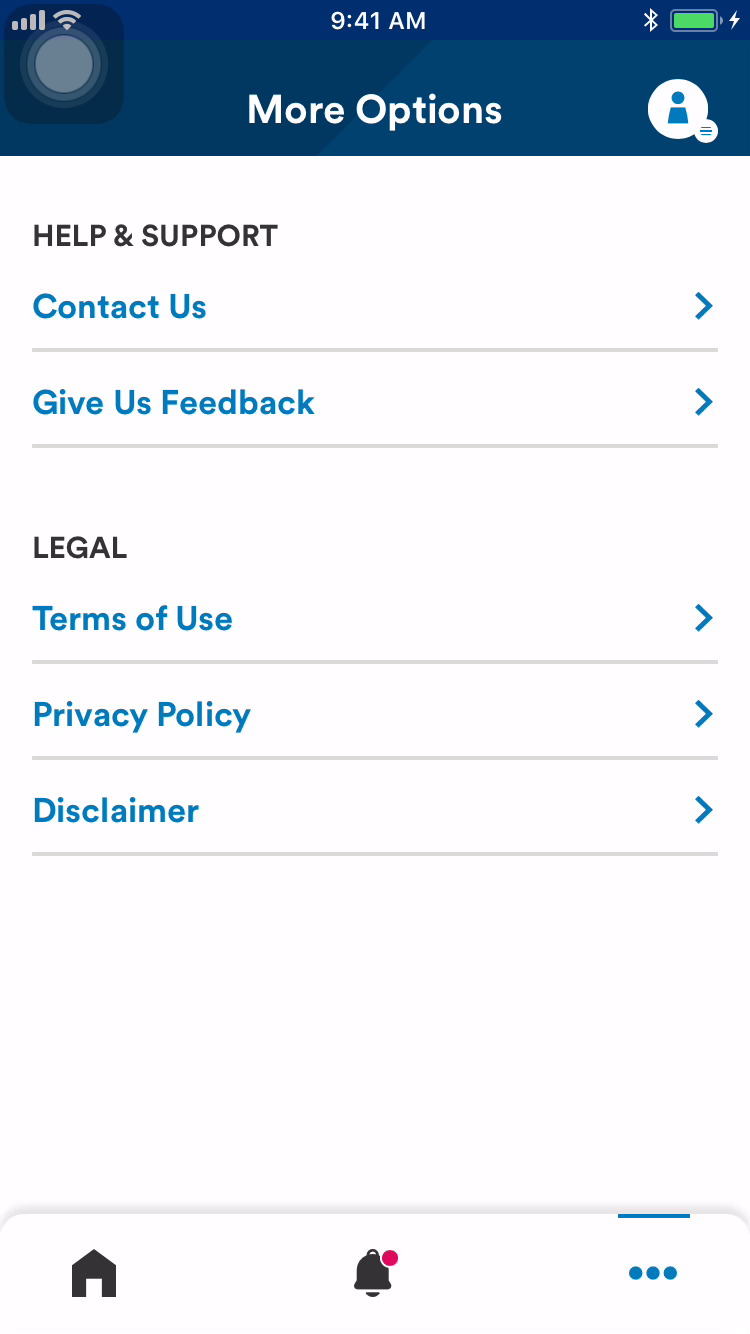 9:41 AM
More Options
HELP & SUPPORT
Contact Us
Give Us Feedback
LEGAL
Terms of Use
Privacy Policy
Disclaimer